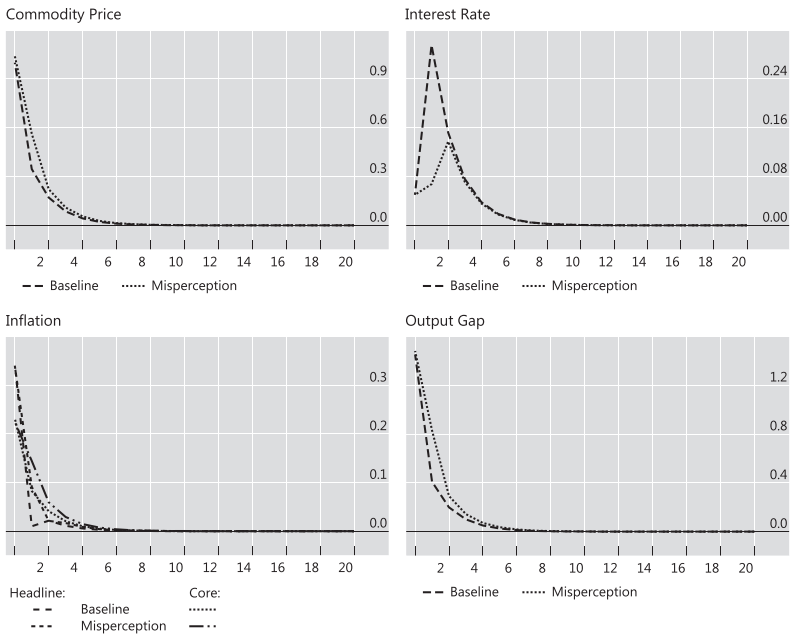 Commodity Price
0.9
0.6
0.3
0.0
2 4 6 8 10 12 14 16 18 20
Baseline Misperception
Interest Rate
0.24
0.16
0.08
0.00
2 4 6 8 10 12 14 16 18 20
Baseline Misperception
Inflation
0.3
0.2
0.1
0.0
2 4 6 8 10 12 14 16 18 20
Headline: Core:
Baseline
Misperception
Output Gap
1.2
0.8
0.4
0.0
2 4 6 8 10 12 14 16 18 20
Baseline Misperception